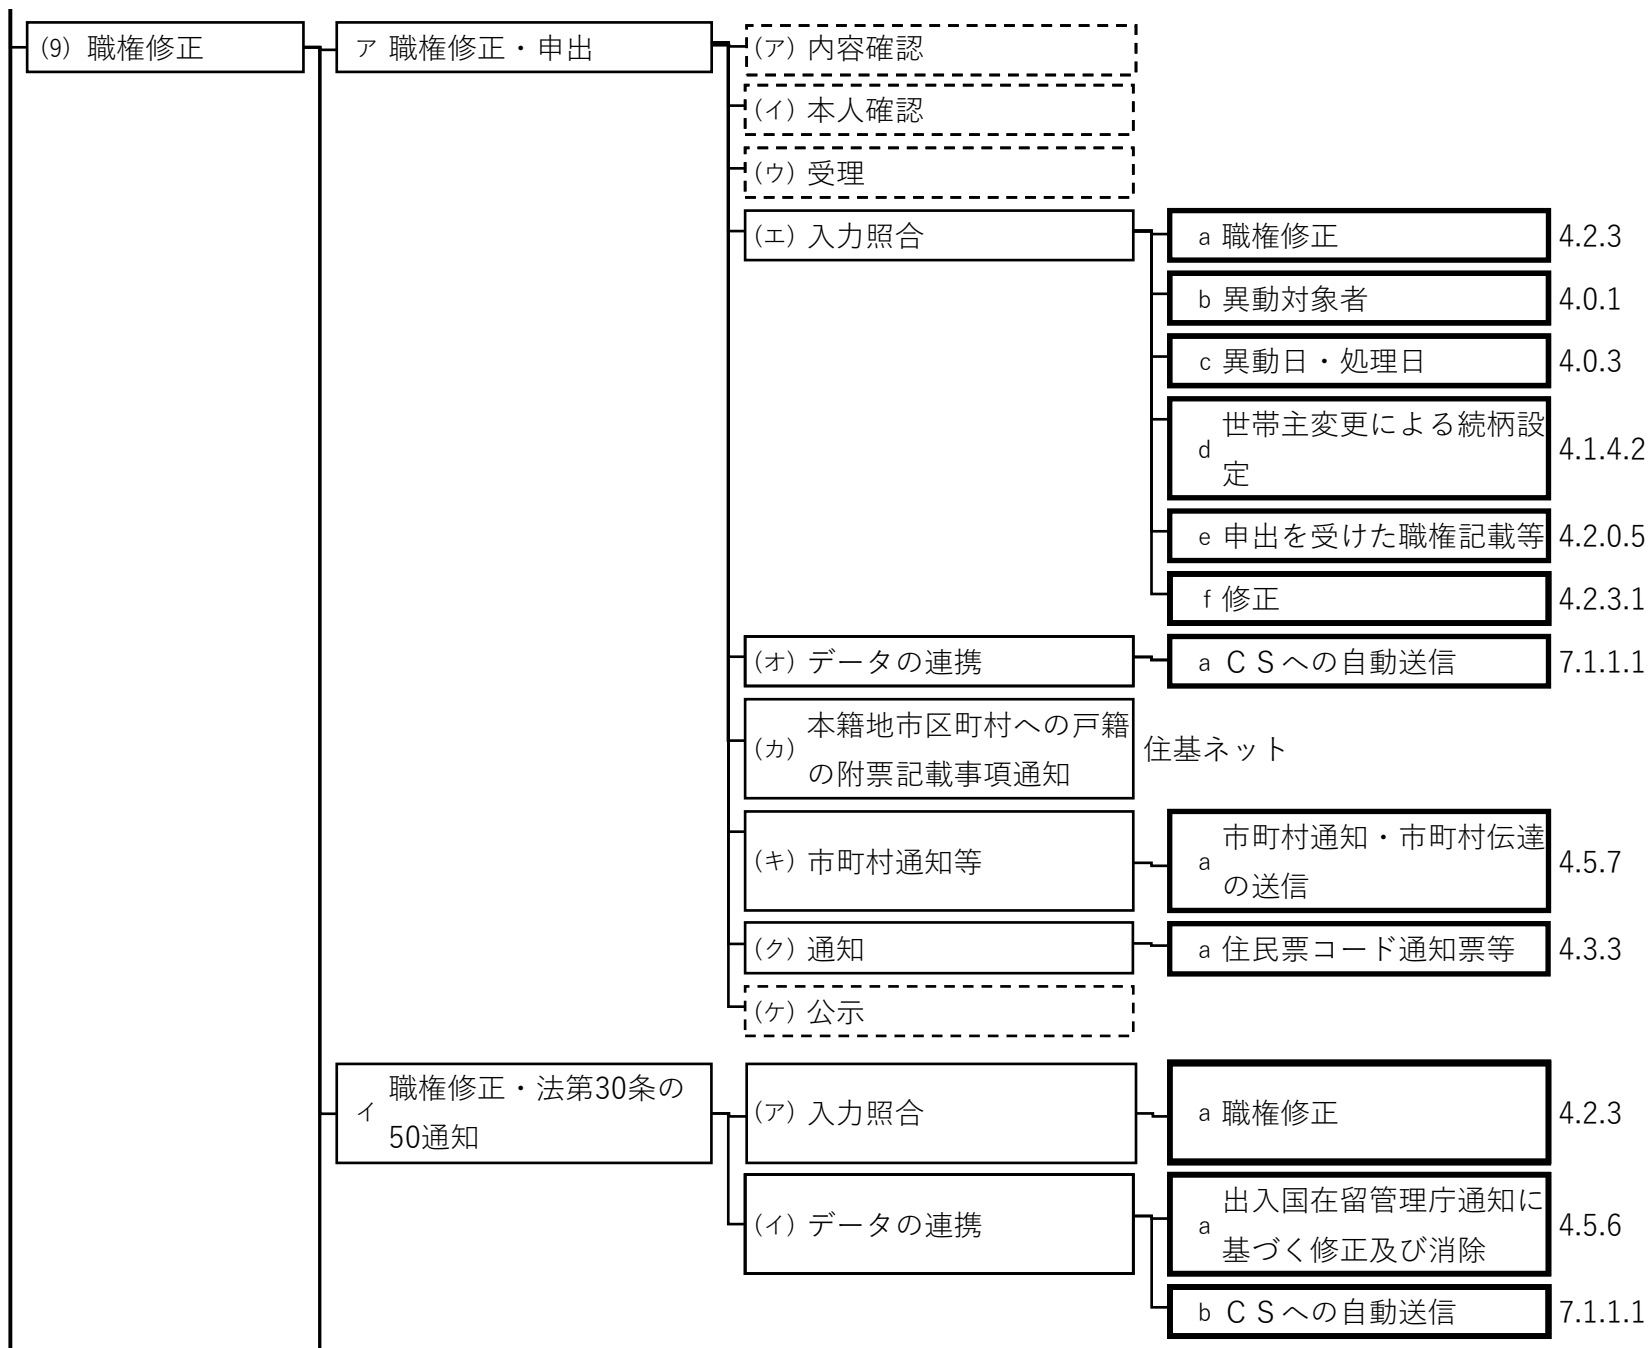 (9) 職権修正
ア 職権修正・申出
(ア) 内容確認
(イ) 本人確認
(ウ) 受理
(エ) 入力照合
a 職権修正 4.2.3
b 異動対象者 4.0.1
c 異動日・処理日 4.0.3
d 世帯主変更による続柄設
定 4.1.4.2
e 申出を受けた職権記載等 4.2.0.5
f 修正 4.2.3.1
(オ) データの連携
a ＣＳへの自動送信 7.1.1.1
(カ) 本籍地市区町村への戸籍
の附票記載事項通知
住基ネット
(キ) 市町村通知等
a 市町村通知・市町村伝達
の送信 4.5.7
(ク) 通知
a 住民票コード通知票等 4.3.3
(ケ) 公示
イ 職権修正・法第30条の
50通知
(ア) 入力照合
a 職権修正 4.2.3
(イ) データの連携
a 出入国在留管理庁通知に
基づく修正及び消除 4.5.6
b ＣＳへの自動送信 7.1.1.1